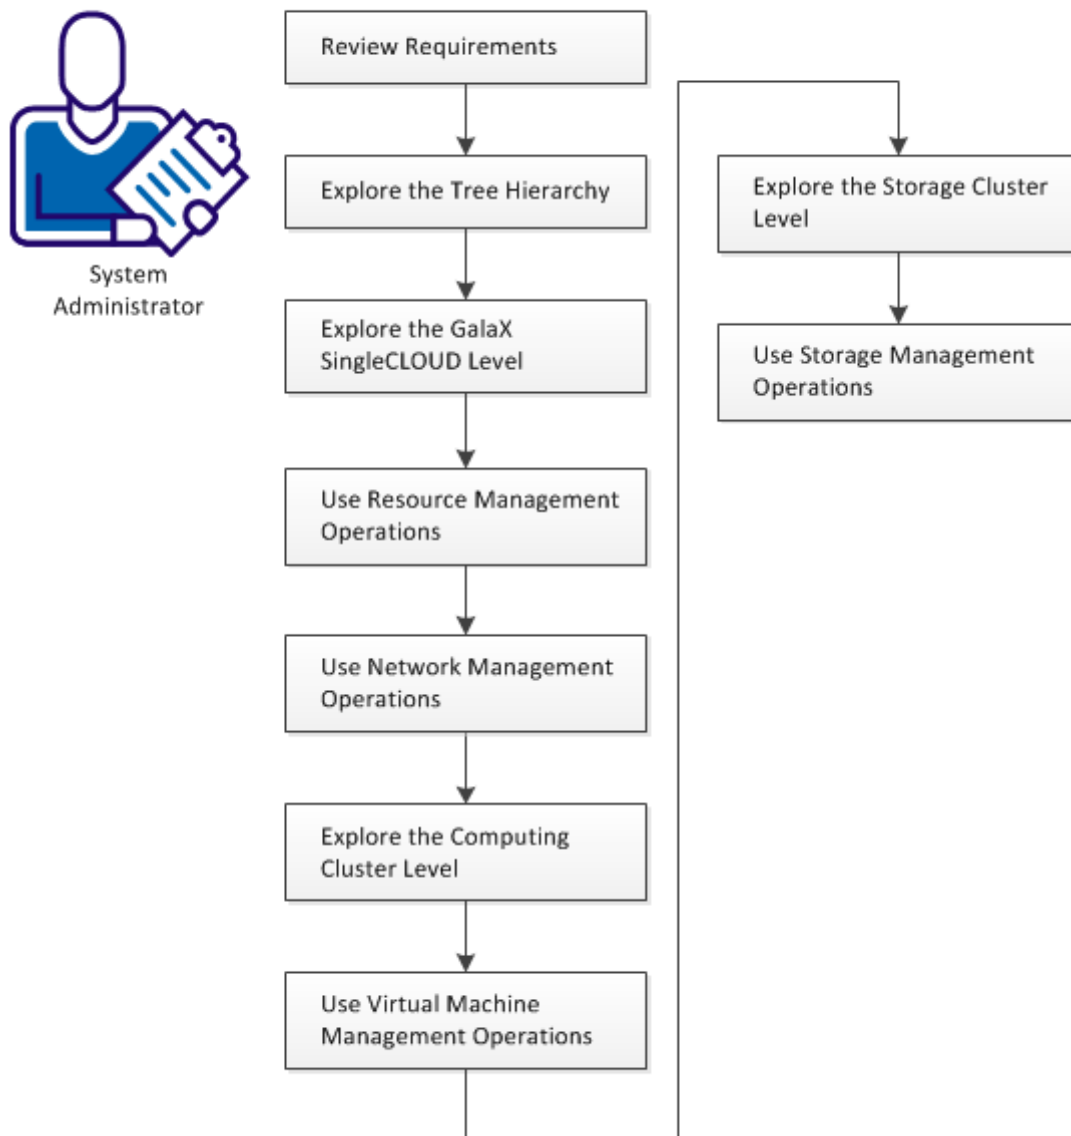 System
Administrator
Review Requirements
Explore the Tree Hierarchy
Explore the GalaX
SingleCLOUD Level
Use Resource Management
Operations
Use Network Management
Operations
Explore the Computing
Cluster Level
Use Virtual Machine
Management Operations
Explore the Storage Cluster
Level
Use Storage Management
Operations